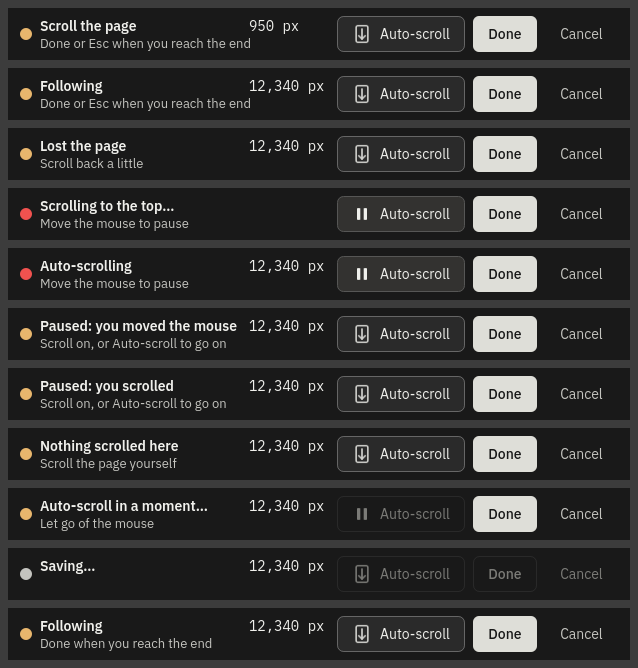 Scroll the page 950 px Auto-scroll Done Cancel
Done or Esc when you reach the end
Following 12,340 px Auto-scroll Done Cancel
Done or Esc when you reach the end
Lost the page 12,340 px Auto-scroll Done Cancel
Scroll back a little
Scrolling to the top… Auto-scroll Done Cancel
Move the mouse to pause
Auto-scrolling 12,340 px Auto-scroll Done Cancel
Move the mouse to pause
Paused: you moved the mouse 12,340 px Auto-scroll Done Cancel
Scroll on, or Auto-scroll to go on
Paused: you scrolled 12,340 px Auto-scroll Done Cancel
Scroll on, or Auto-scroll to go on
Nothing scrolled here 12,340 px Auto-scroll Done Cancel
Scroll the page yourself
Auto-scroll in a moment… 12,340 px Auto-scroll Done Cancel
Let go of the mouse
Saving… 12,340 px Auto-scroll Done Cancel
Following 12,340 px Auto-scroll Done Cancel
Done when you reach the end